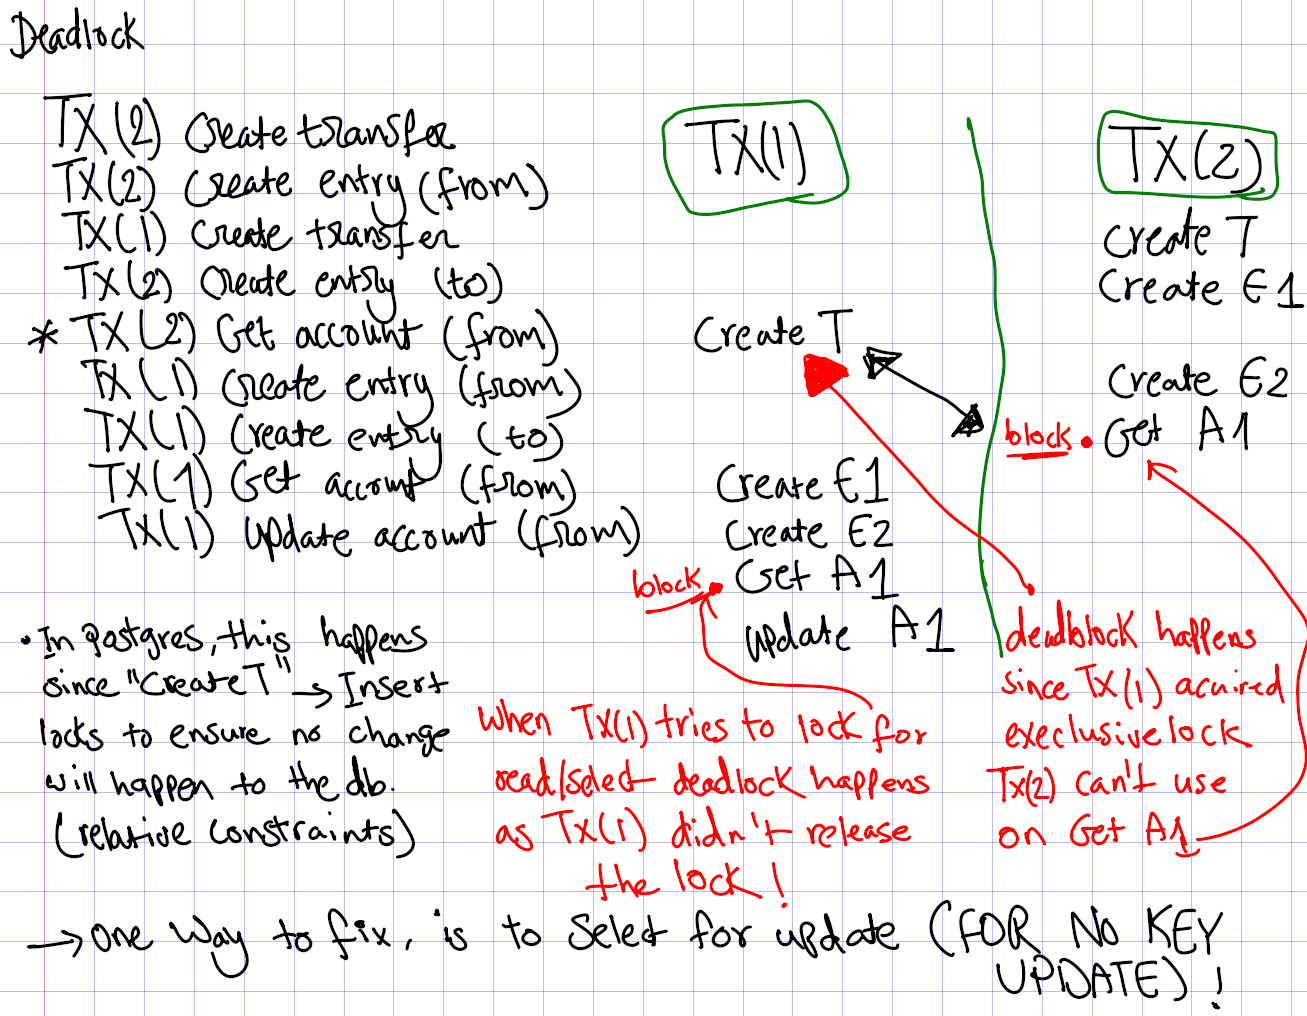 Deadlock
TX(2) Create transfer
TX(2) Create entry (from)
TX(1) Create transfer
TX(2) Create entry (to)
* TX(2) Get account (from)
TX(1) Create entry (from)
TX(1) Create entry (to)
TX(1) Get account (from)
TX(1) Update account (from)
TX(1)
Create T
Create E1
Create E2
block
Get A1
Update A1
TX(2)
Create T
Create E1
Create E2
block
Get A1
• In Postgres, this happens
since "Create T" → Insert
locks to ensure no change
will happen to the db.
(relative constraints)
When TX(1) tries to lock for
read/select deadlock happens
as TX(1) didn't release
the lock!
deadblock happens
since TX(1) acuired
execlusive lock
TX(2) can't use
on Get A1
→ One way to fix, is to Select for update (FOR NO KEY
UPDATE)!